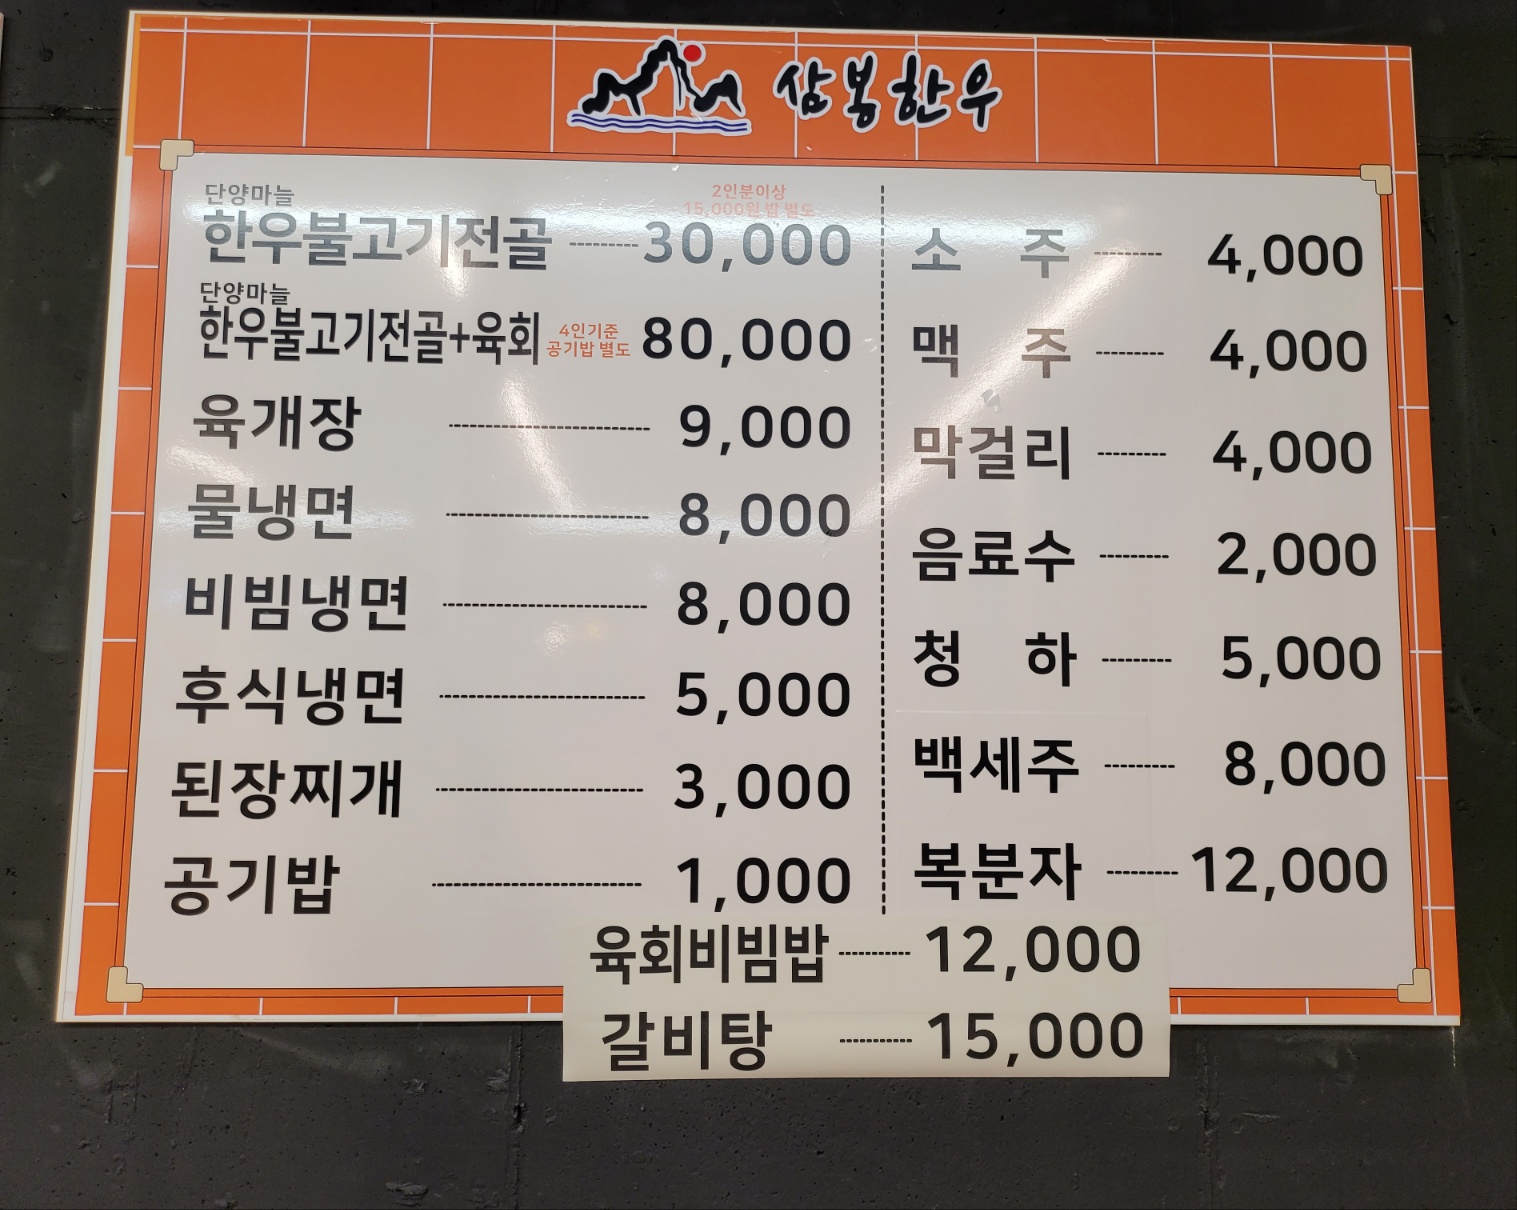 삼봉한우
단양마늘
2인분이상
15,000원 밥 별도
한우불고기전골 30,000
단양마늘
한우불고기전골+육회 4인기준 공기밥 별도 80,000
육개장 9,000
물냉면 8,000
비빔냉면 8,000
후식냉면 5,000
된장찌개 3,000
공기밥 1,000
소 주 4,000
맥 주 4,000
막걸리 4,000
음료수 2,000
청 하 5,000
백세주 8,000
복분자 12,000
육회비빔밥 12,000
갈비탕 15,000